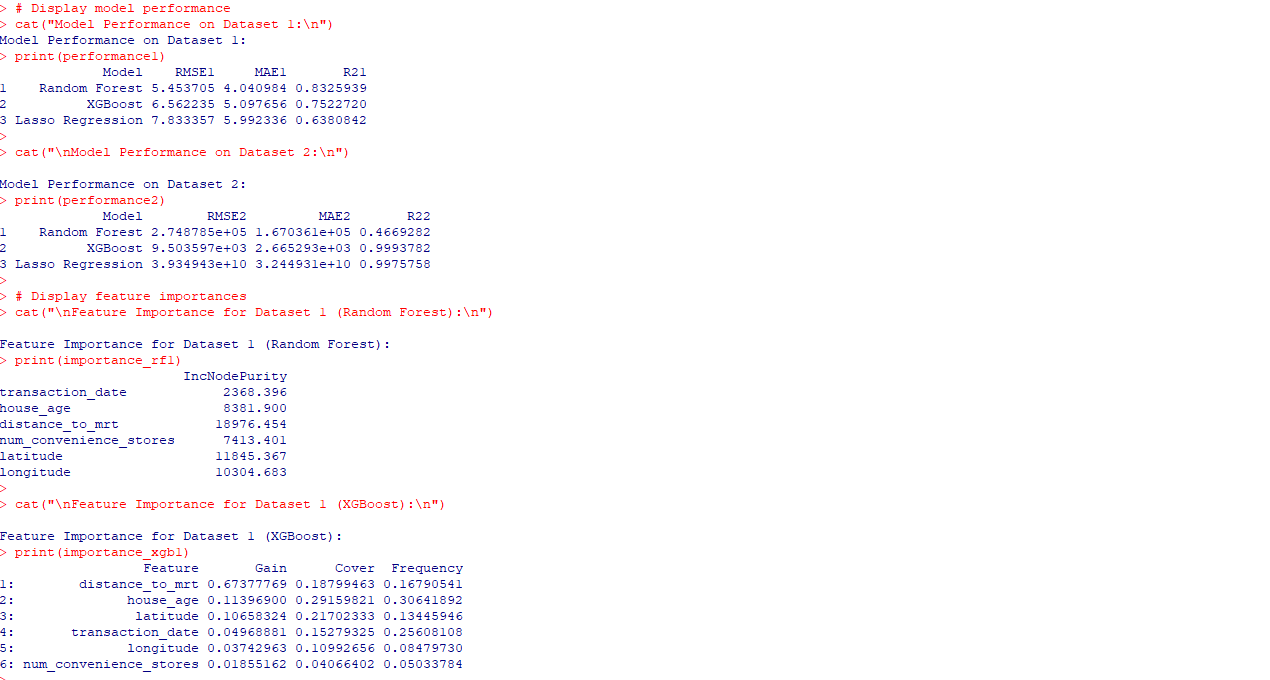 > # Display model performance
> cat("Model Performance on Dataset 1:\n")
Model Performance on Dataset 1:
> print(performance1)
Model RMSE1 MAE1 R21
1 Random Forest 5.453705 4.040984 0.8325939
2 XGBoost 6.562235 5.097656 0.7522720
3 Lasso Regression 7.833357 5.992336 0.6380842
>
> cat("\nModel Performance on Dataset 2:\n")
Model Performance on Dataset 2:
> print(performance2)
Model RMSE2 MAE2 R22
1 Random Forest 2.748785e+05 1.670361e+05 0.4669282
2 XGBoost 9.503597e+03 2.665293e+03 0.9993782
3 Lasso Regression 3.934943e+10 3.244931e+10 0.9975758
>
> # Display feature importances
> cat("\nFeature Importance for Dataset 1 (Random Forest):\n")
Feature Importance for Dataset 1 (Random Forest):
> print(importance_rf1)
IncNodePurity
transaction_date 2368.396
house_age 8381.900
distance_to_mrt 18976.454
num_convenience_stores 7413.401
latitude 11845.367
longitude 10304.683
>
> cat("\nFeature Importance for Dataset 1 (XGBoost):\n")
Feature Importance for Dataset 1 (XGBoost):
> print(importance_xgb1)
Feature Gain Cover Frequency
1: distance_to_mrt 0.67377769 0.18799463 0.16790541
2: house_age 0.11396900 0.29159821 0.30641892
3: latitude 0.10658324 0.21702333 0.13445946
4: transaction_date 0.04968881 0.15279325 0.25608108
5: longitude 0.03742963 0.10992656 0.08479730
6: num_convenience_stores 0.01855162 0.04066402 0.05033784
>